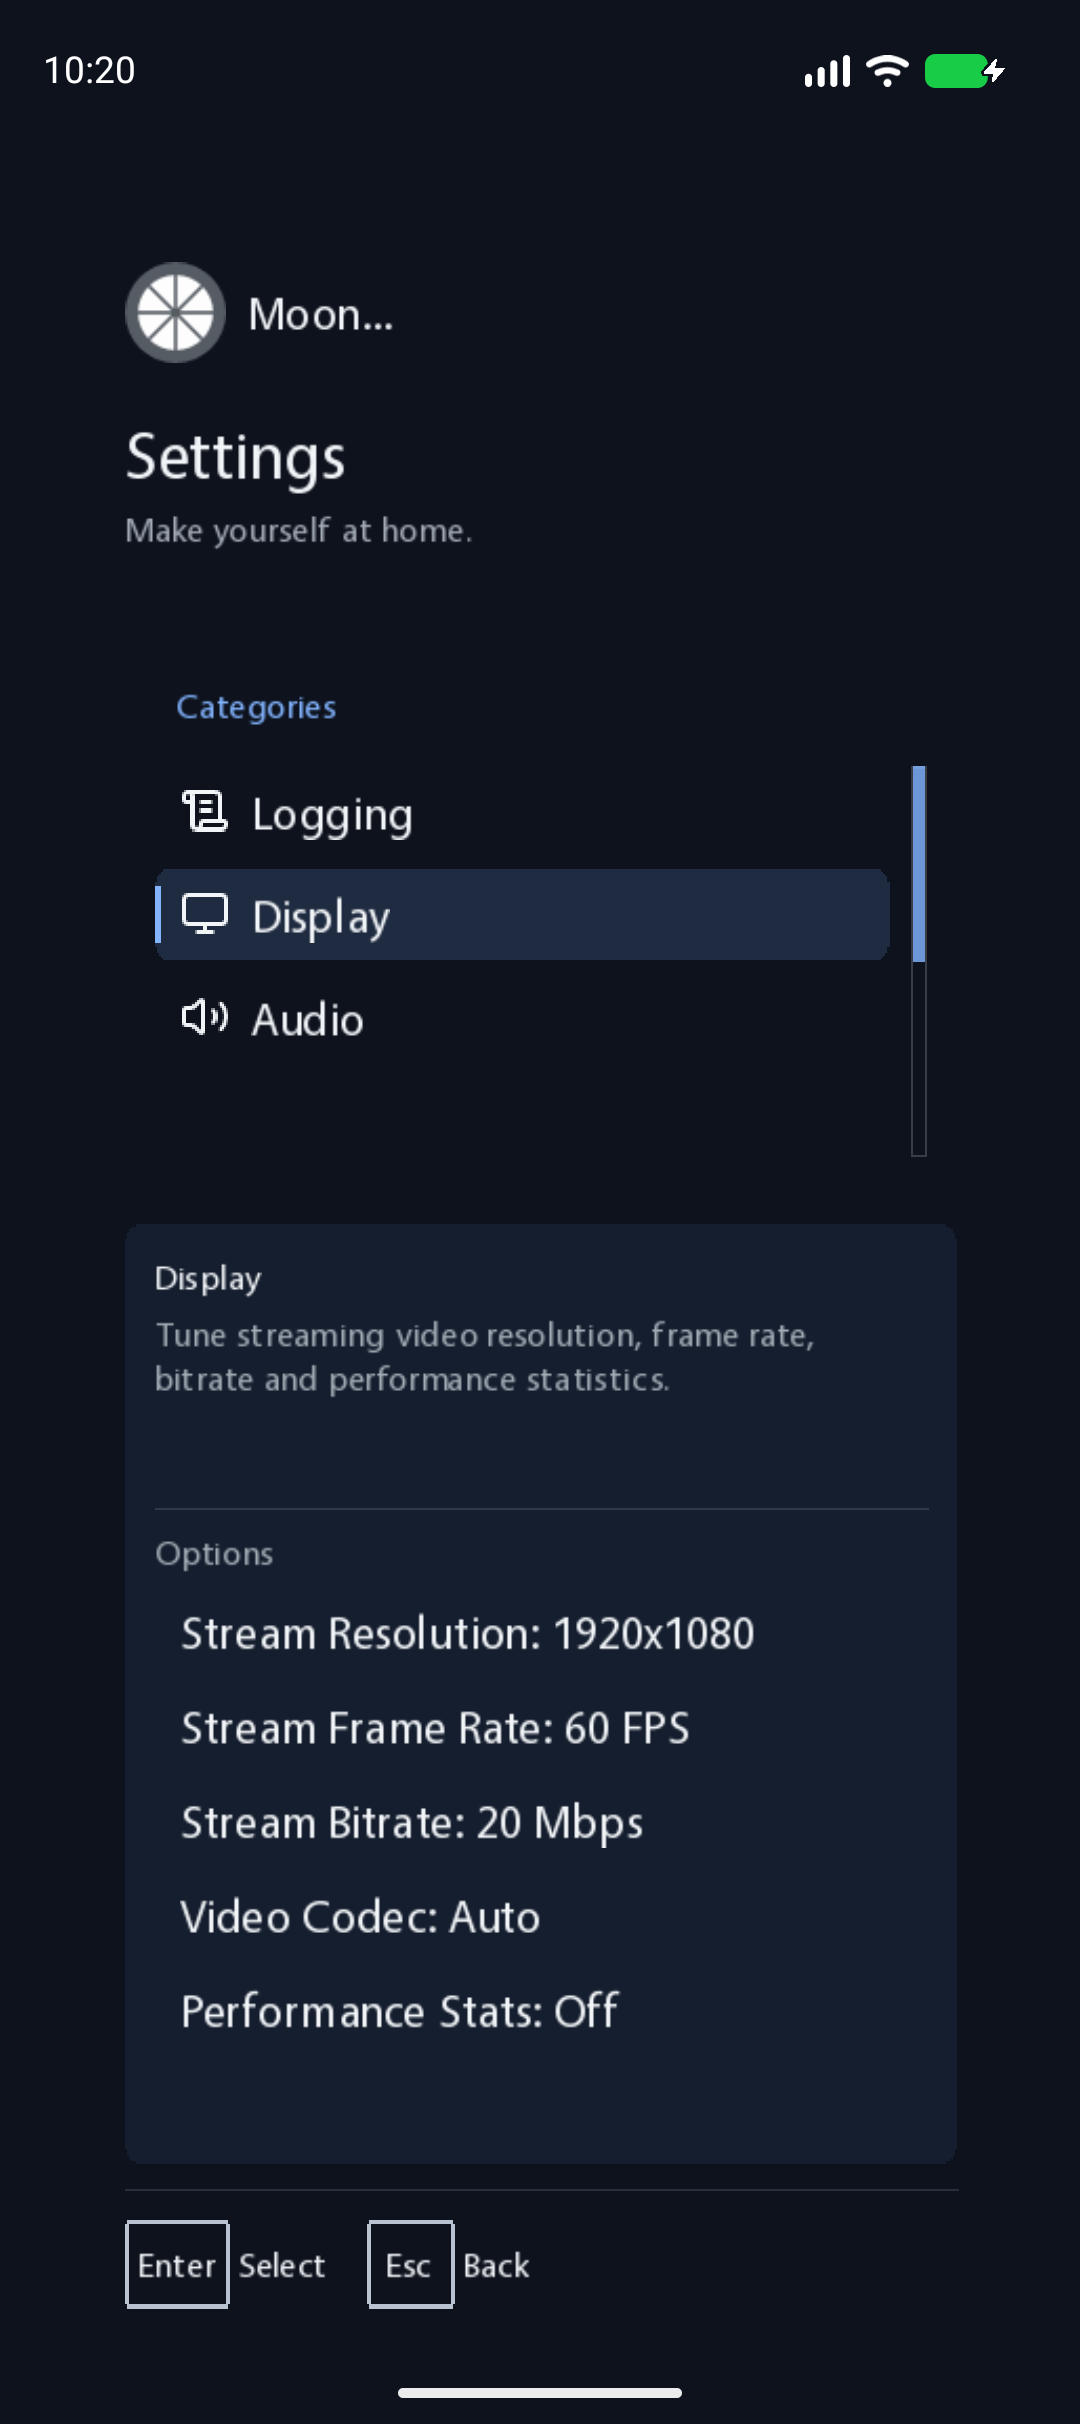 10:20
Moon...
Settings
Make yourself at home.
Categories
Logging
Display
Audio
Display
Tune streaming video resolution, frame rate,
bitrate and performance statistics.
Options
Stream Resolution: 1920x1080
Stream Frame Rate: 60 FPS
Stream Bitrate: 20 Mbps
Video Codec: Auto
Performance Stats: Off
Enter Select Esc Back